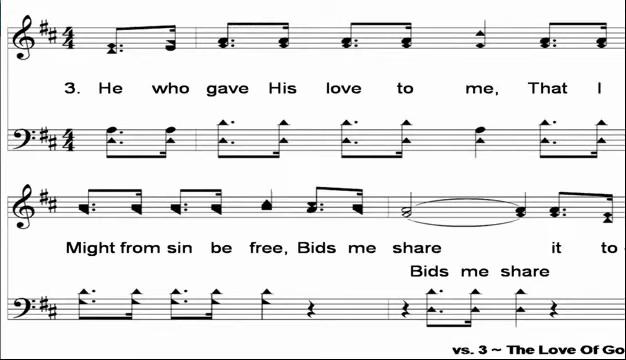 3. He who gave His love to me, That I
Might from sin be free, Bids me share it to
Bids me share
vs. 3 ~ The Love Of Go